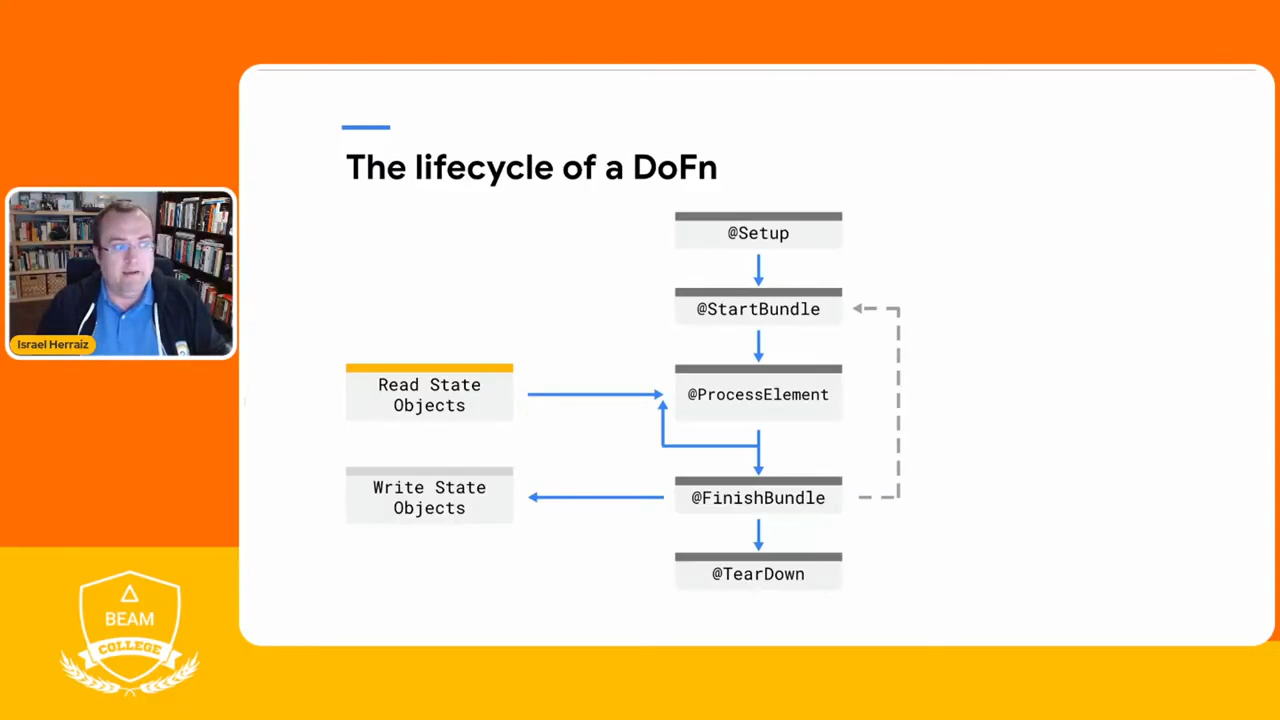 The lifecycle of a DoFn
@Setup
@StartBundle
Read State
Objects
@ProcessElement
Write State
Objects
@FinishBundle
@TearDown
Israel Herraiz
BEAM
COLLEGE